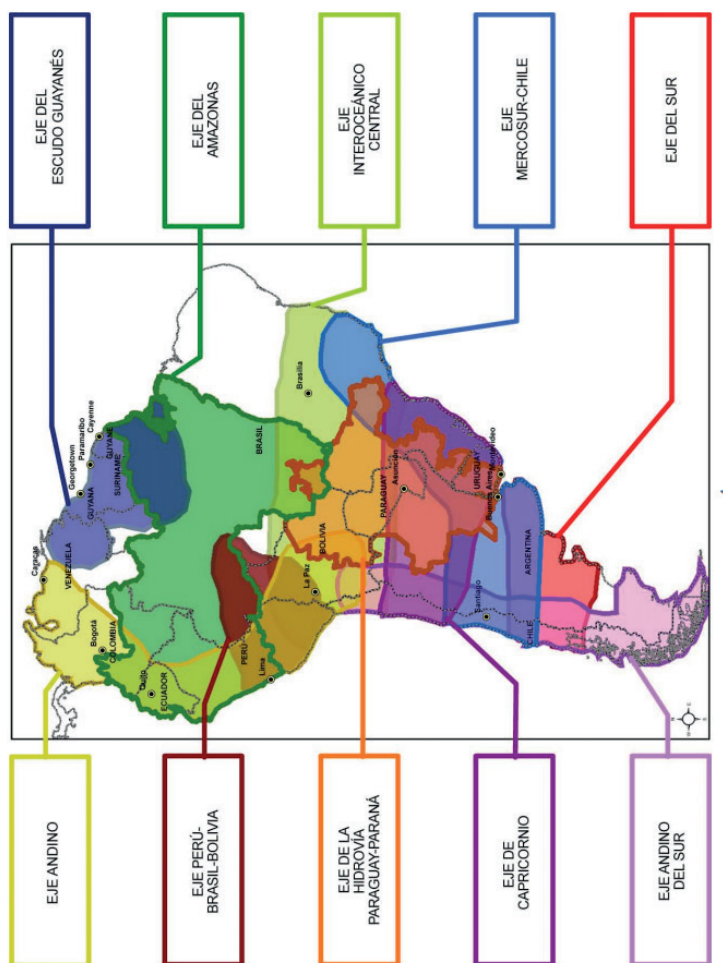 EJE DEL
ESCUDO GUAYANÉS
EJE DEL
AMAZONAS
EJE
INTEROCEÁNICO
CENTRAL
EJE
MERCOSUR-CHILE
EJE DEL SUR
Caracas
VENEZUELA
Georgetown
Paramaribo
Cayenne
GUYANA
SURINAME
GUYANE
Bogotá
COLOMBIA
Quito
ECUADOR
BRASIL
Brasilia
PERÚ
Lima
La Paz
BOLIVIA
PARAGUAY
Asunción
URUGUAY
Buenos Aires
Montevideo
Santiago
CHILE
ARGENTINA
EJE ANDINO
EJE PERÚ-
BRASIL-BOLIVIA
EJE DE LA
HIDROVÍA
PARAGUAY-PARANÁ
EJE DE
CAPRICORNIO
EJE ANDINO
DEL SUR